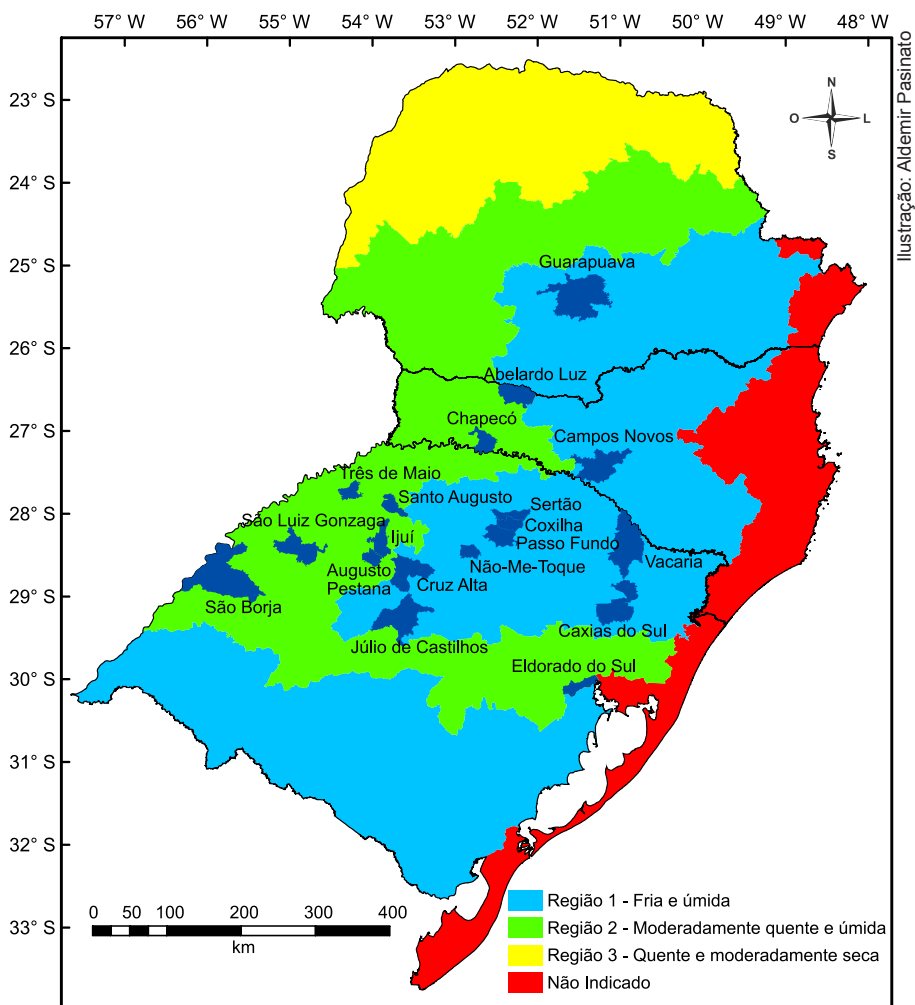 57° W 56° W 55° W 54° W 53° W 52° W 51° W 50° W 49° W 48° W
Ilustração: Aldemir Pasinato
23° S
24° S
25° S
26° S
27° S
28° S
29° S
30° S
31° S
32° S
33° S
N
O L
S
Guarapuava
Abelardo Luz
Chapecó
Campos Novos
Três de Maio
Santo Augusto
Sertão
São Luiz Gonzaga
Coxilha
Ijuí
Passo Fundo
Não-Me-Toque
Vacaria
Augusto
Pestana
Cruz Alta
São Borja
Caxias do Sul
Júlio de Castilhos
Eldorado do Sul
0 50 100 200 300 400
km
Região 1 - Fria e úmida
Região 2 - Moderadamente quente e úmida
Região 3 - Quente e moderadamente seca
Não Indicado